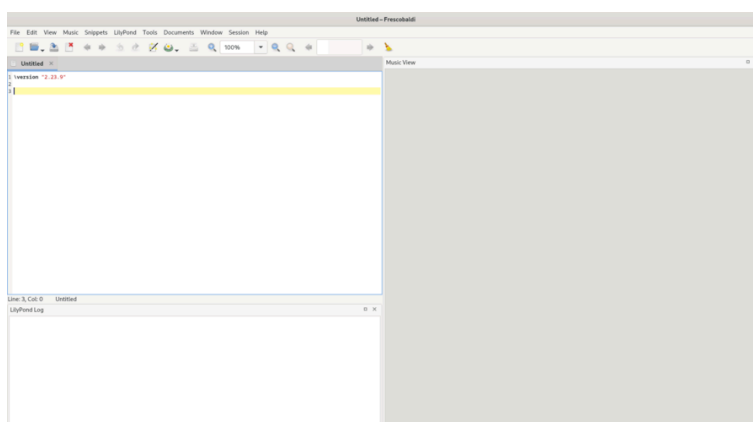 Untitled – Frescobaldi
File Edit View Music Snippets LilyPond Tools Documents Window Session Help
100%
Untitled
Music View
1 \version "2.23.9"
2
3
Line: 3, Col: 0 Untitled
LilyPond Log